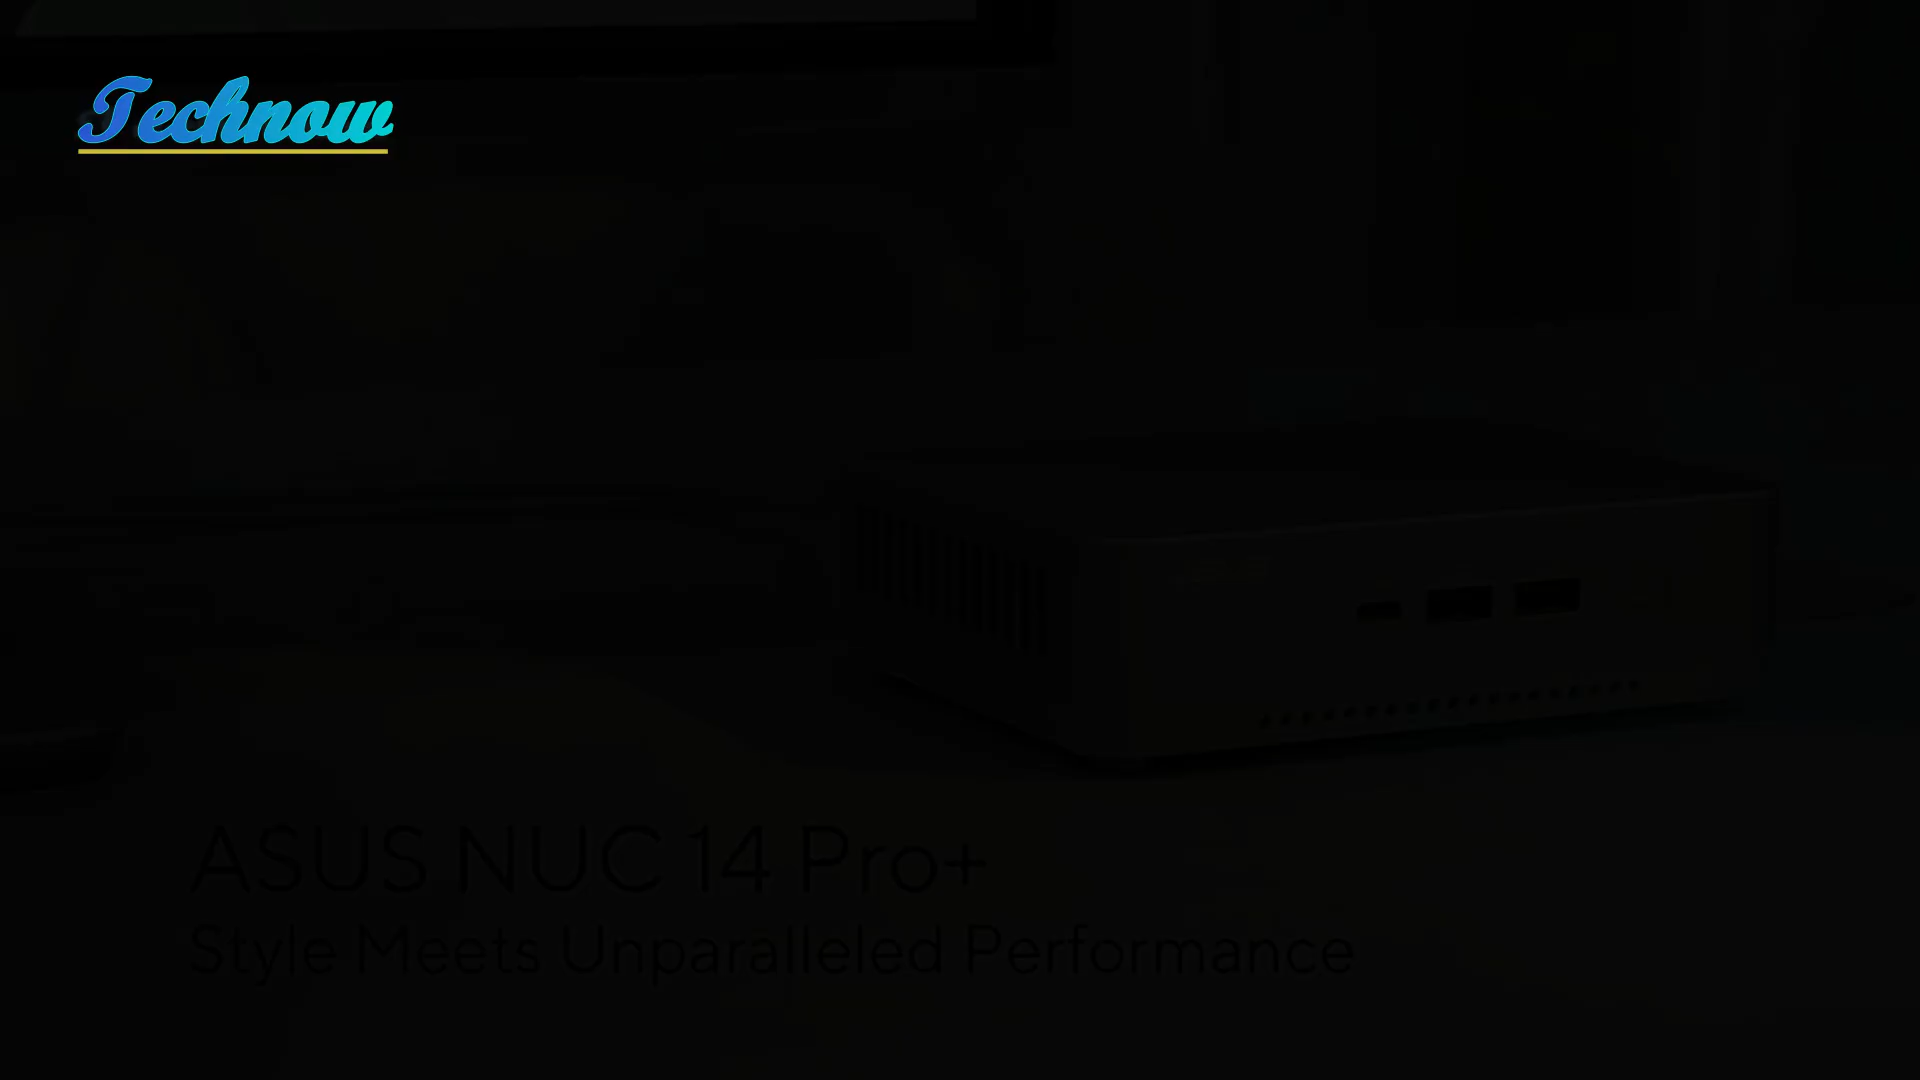 Technow
ASUS NUC 14 Pro+
Style Meets Unparalleled Performance